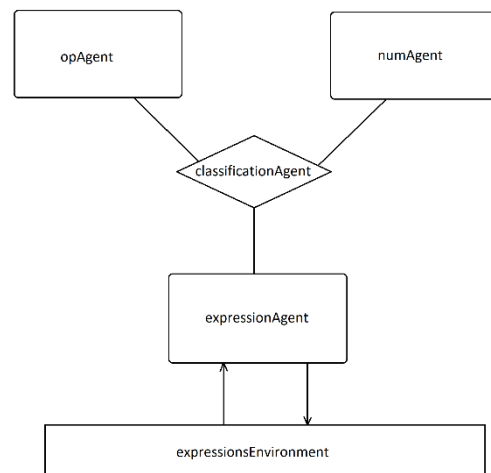 opAgent
numAgent
classificationAgent
expressionAgent
expressionsEnvironment